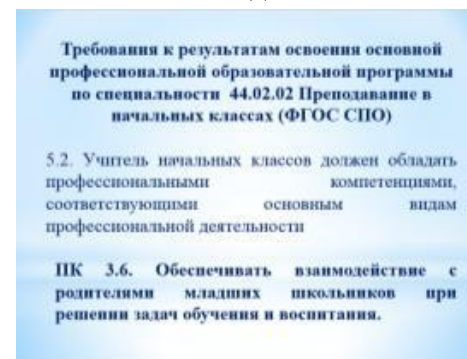 Требования к результатам освоения основной
профессиональной образовательной программы
по специальности 44.02.02 Преподавание в
начальных классах (ФГОС СПО)
5.2. Учитель начальных классов должен обладать
профессиональными компетенциями,
соответствующими основным видам
профессиональной деятельности
ПК 3.6. Обеспечивать взаимодействие с
родителями младших школьников при
решении задач обучения и воспитания.